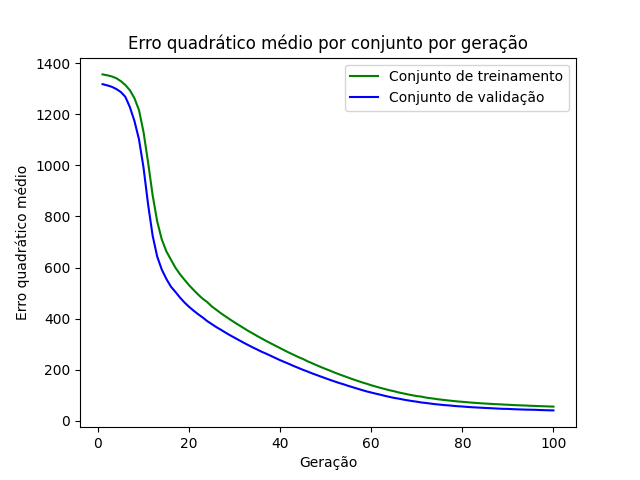 Erro quadrático médio por conjunto por geração
Conjunto de treinamento
Conjunto de validação
Erro quadrático médio
1400
1200
1000
800
600
400
200
0
0 20 40 60 80 100
Geração